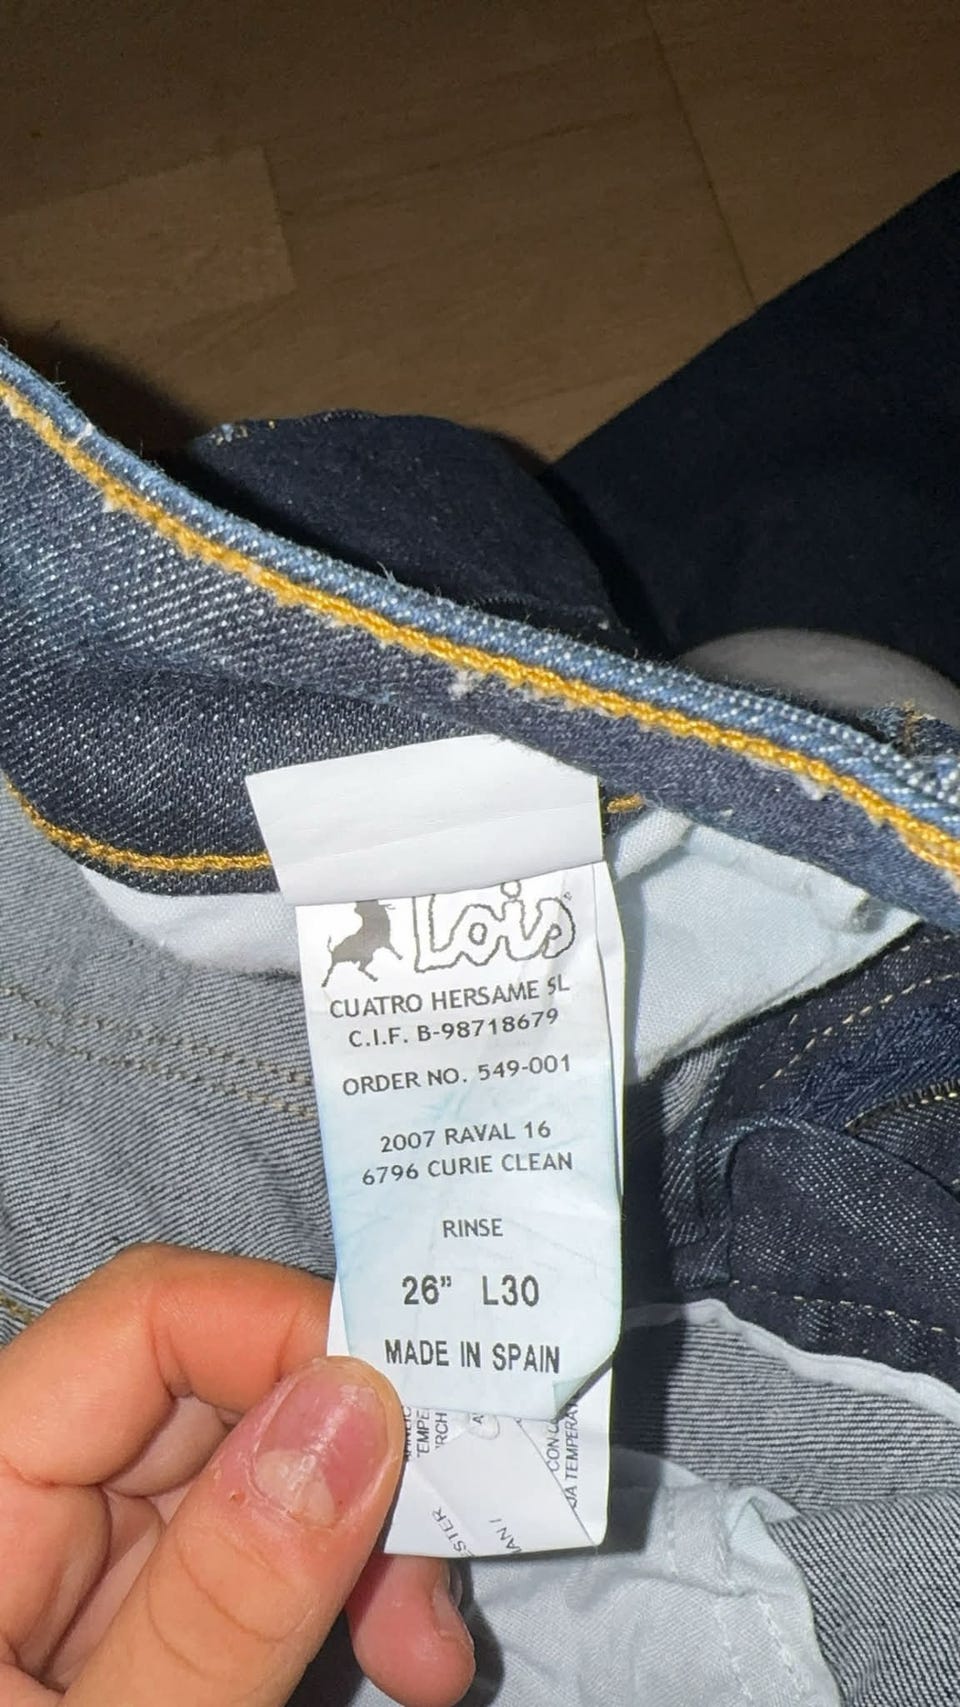 Lois
CUATRO HERSAME SL
C.I.F. B-98718679
ORDER NO. 549-001
2007 RAVAL 16
6796 CURIE CLEAN
RINSE
26" L30
MADE IN SPAIN